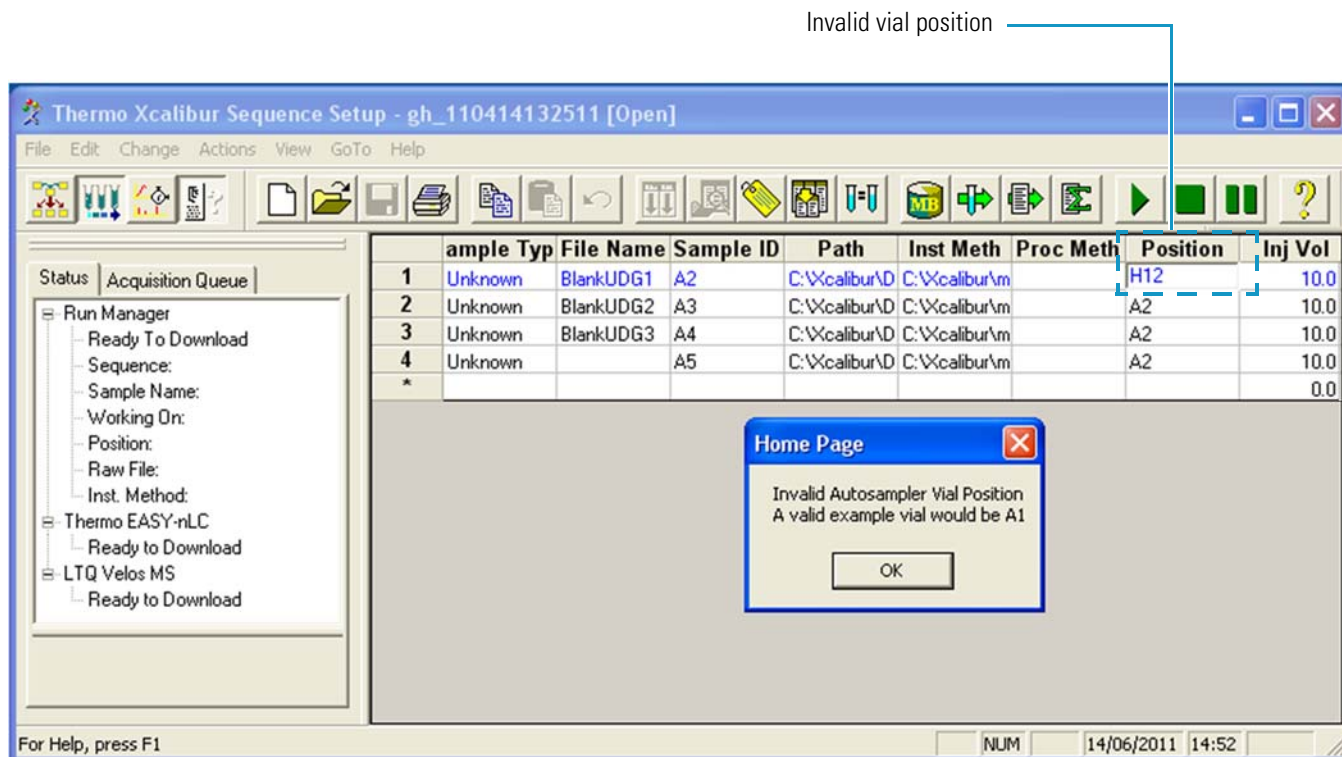 Invalid vial position
Thermo Xcalibur Sequence Setup - gh_110414132511 [Open]
File Edit Change Actions View GoTo Help
MB
Status Acquisition Queue
Run Manager
Ready To Download
Sequence:
Sample Name:
Working On:
Position:
Raw File:
Inst. Method:
Thermo EASY-nLC
Ready to Download
LTQ Velos MS
Ready to Download
ample Typ File Name Sample ID Path Inst Meth Proc Meth Position Inj Vol
1 Unknown BlankUDG1 A2 C:\Xcalibur\D C:\Xcalibur\m H12 10.0
2 Unknown BlankUDG2 A3 C:\Xcalibur\D C:\Xcalibur\m A2 10.0
3 Unknown BlankUDG3 A4 C:\Xcalibur\D C:\Xcalibur\m A2 10.0
4 Unknown A5 C:\Xcalibur\D C:\Xcalibur\m A2 10.0
* 0.0
Home Page
Invalid Autosampler Vial Position
A valid example vial would be A1
OK
For Help, press F1 NUM 14/06/2011 14:52